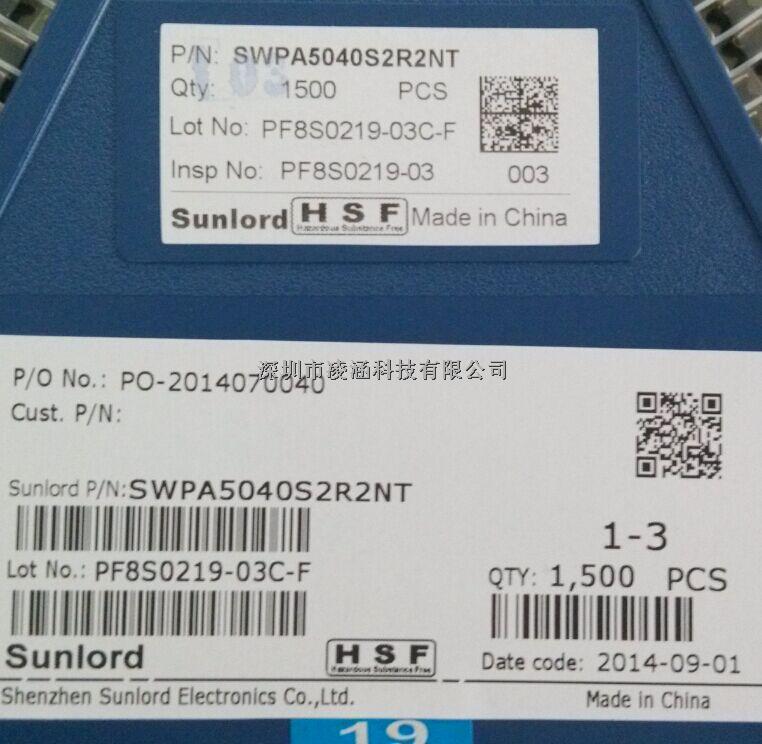 P/N: SWPA5040S2R2NT
Qty: 1500 PCS
Lot No: PF8S0219-03C-F
Insp No: PF8S0219-03 003
Sunlord HSF Made in China
Hazardous Substance Free
深圳市凌涵科技有限公司
P/O No.: PO-2014070040
Cust. P/N:
Sunlord P/N:SWPA5040S2R2NT
1-3
Lot No.: PF8S0219-03C-F
QTY: 1,500 PCS
Sunlord HSF
Hazardous Substance Free
Date code: 2014-09-01
Shenzhen Sunlord Electronics Co.,Ltd. Made in China
19